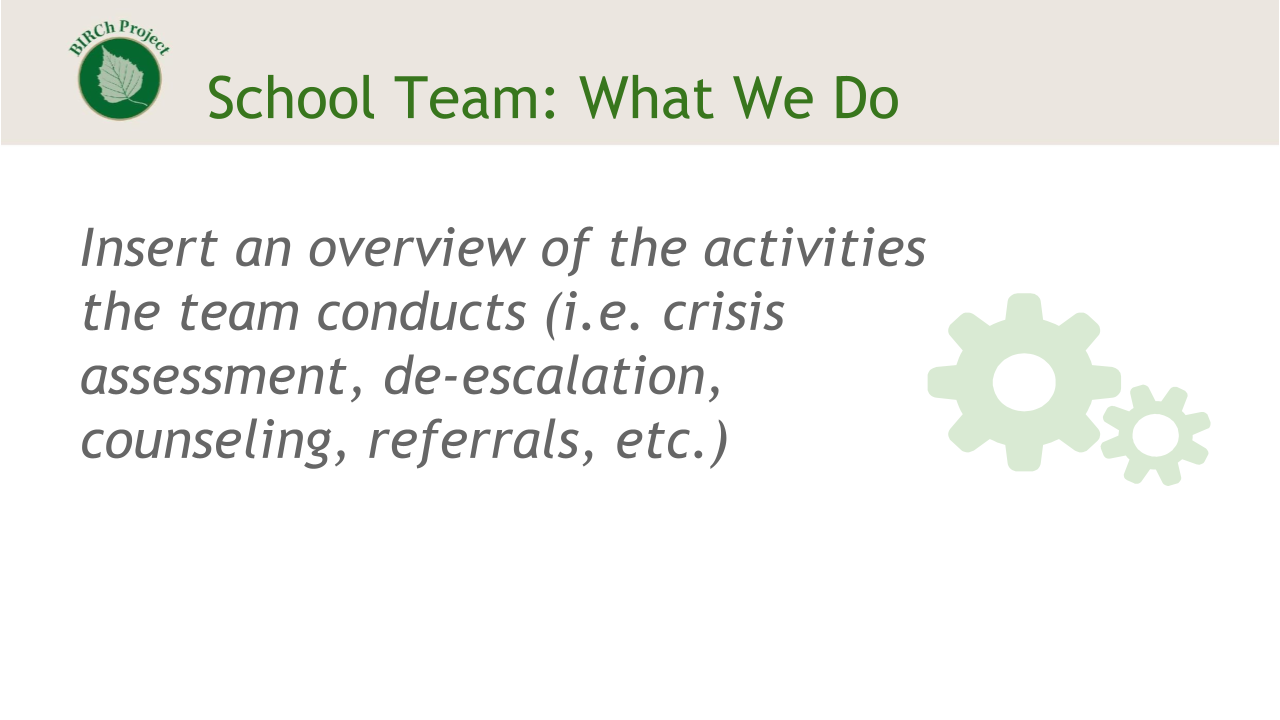 BIRCh Project
School Team: What We Do
Insert an overview of the activities
the team conducts (i.e. crisis
assessment, de-escalation,
counseling, referrals, etc.)